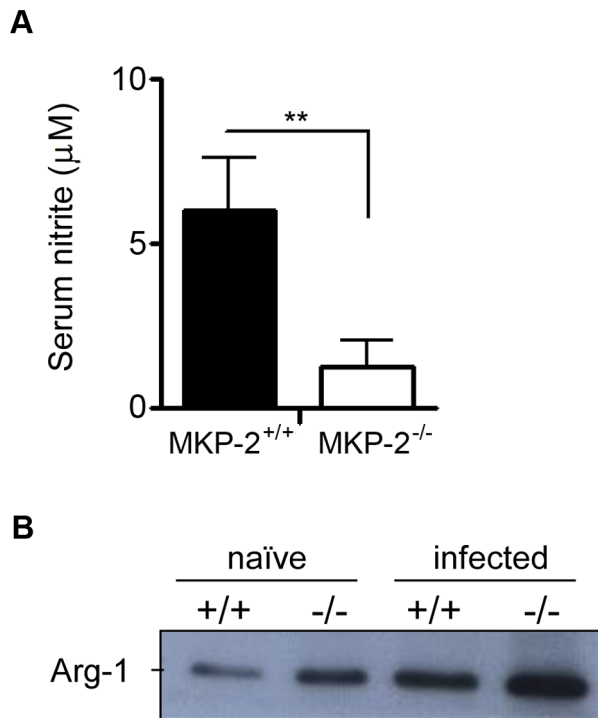 A
10
**
5
0
Serum nitrite (μM)
MKP-2+/+ MKP-2-/-
B
naïve infected
+/+ -/- +/+ -/-
Arg-1